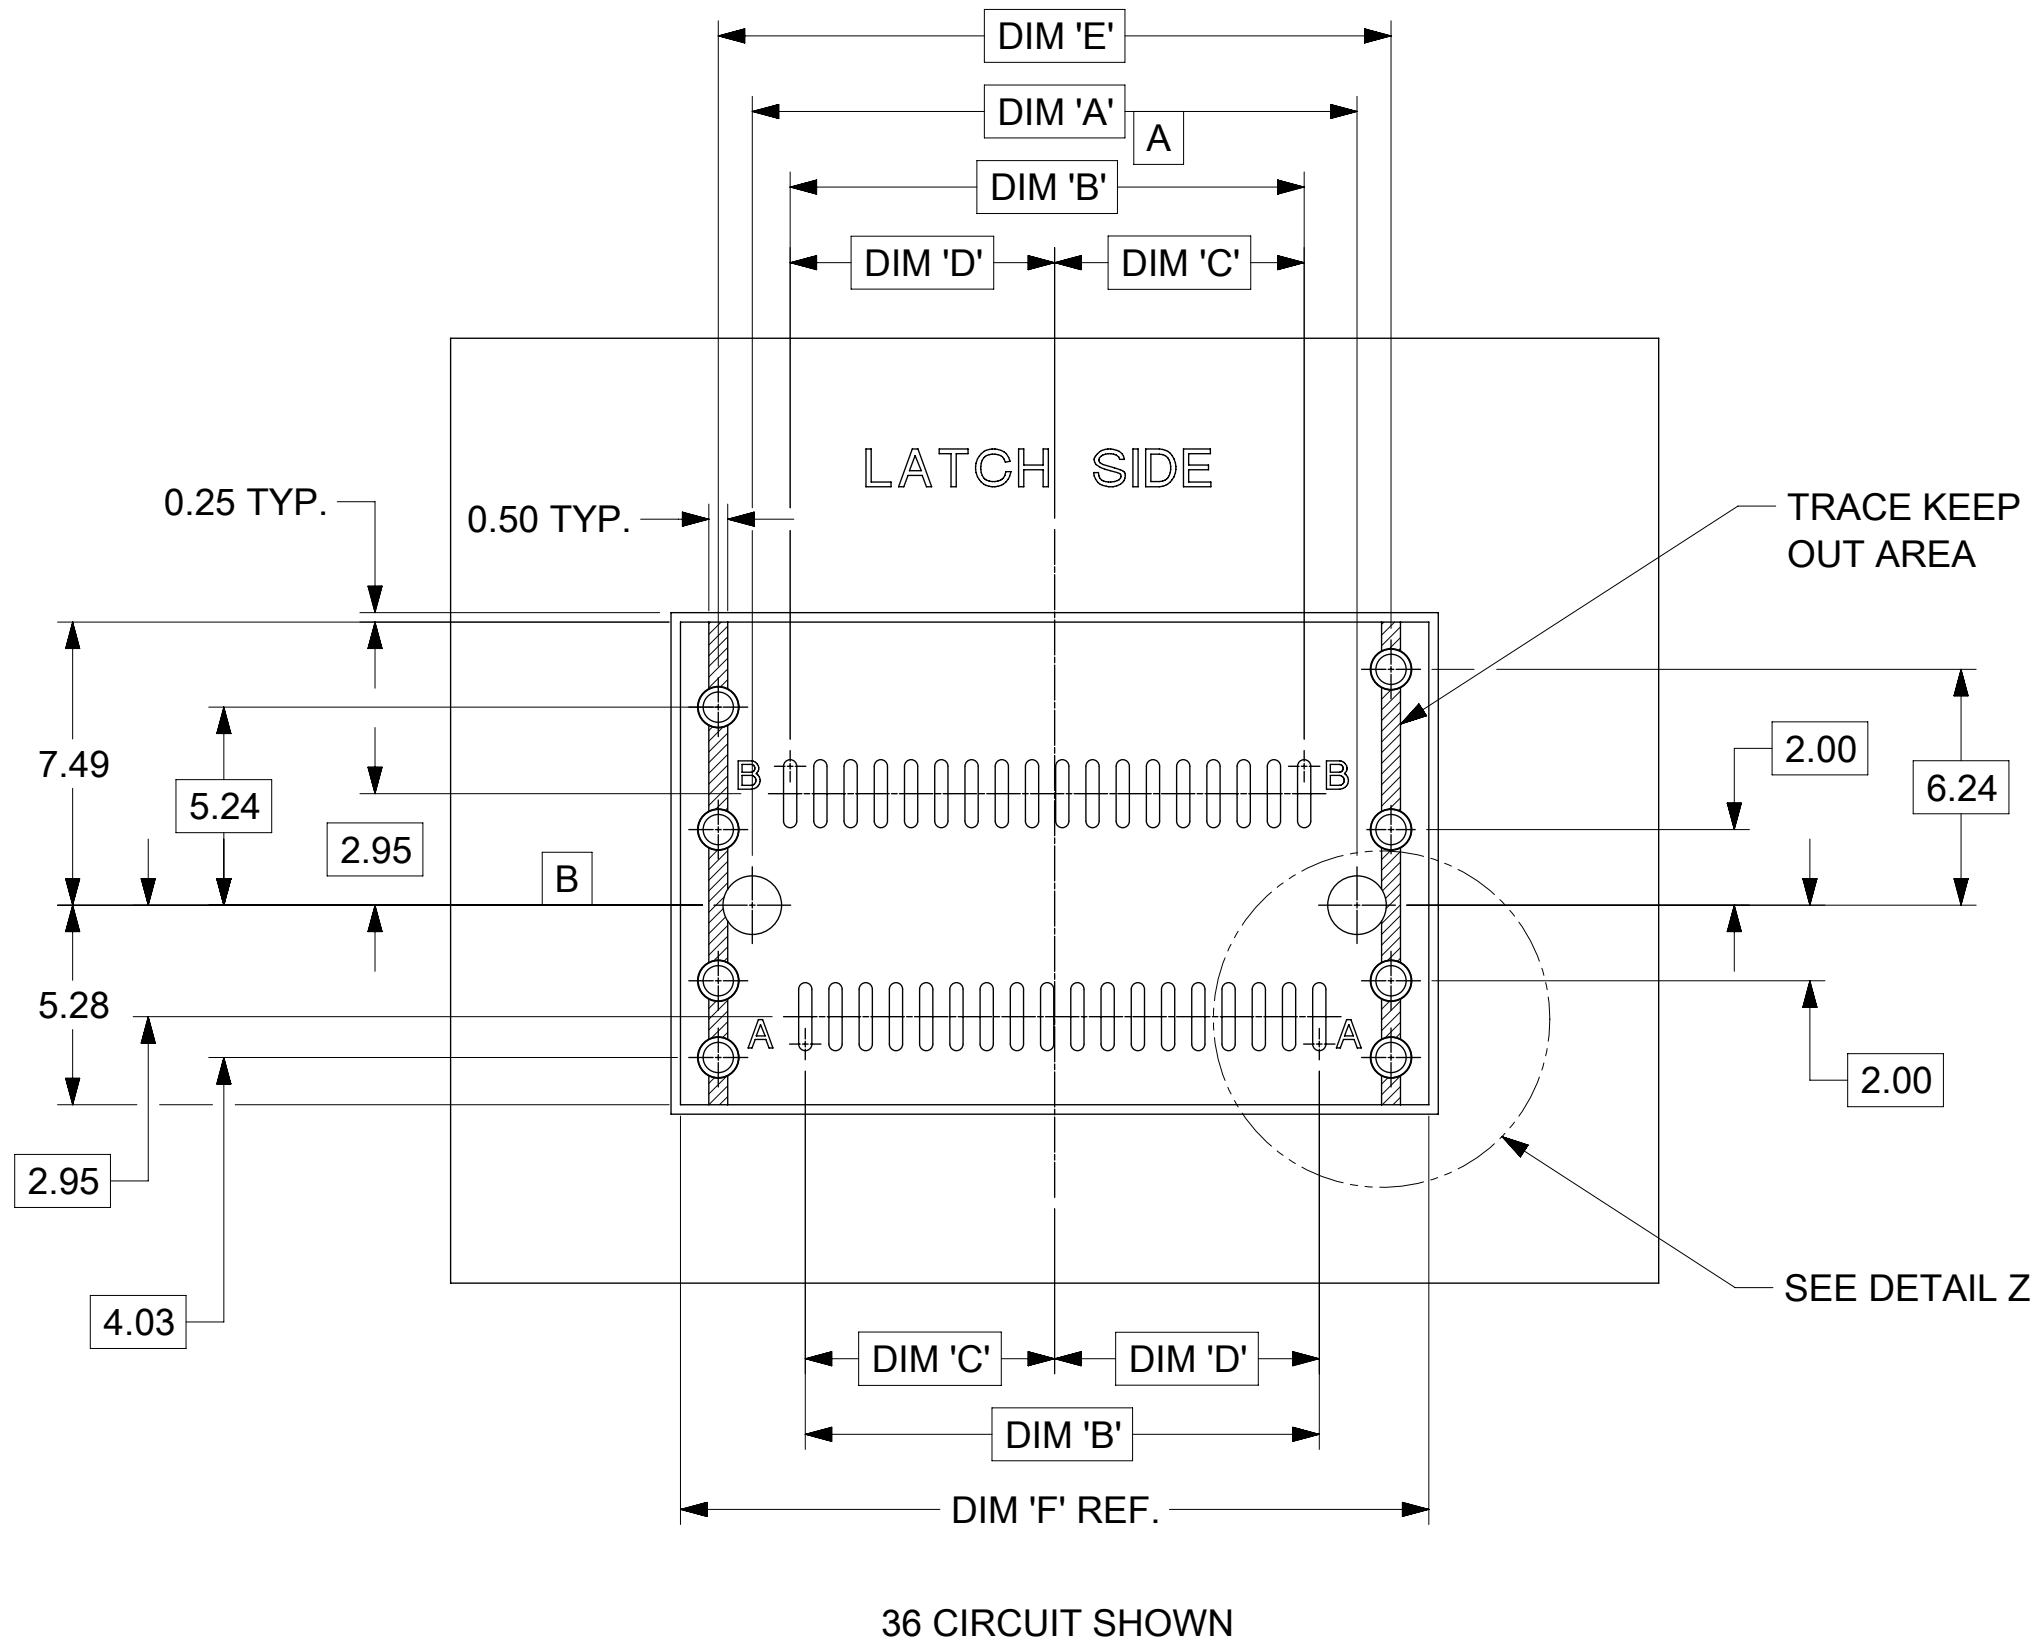 DIM 'E'
DIM 'A'
A
DIM 'B'
DIM 'D'
DIM 'C'
LATCH SIDE
0.25 TYP.
0.50 TYP.
TRACE KEEP
OUT AREA
7.49
5.24
2.95
B
B
B
2.00
6.24
5.28
A
A
2.00
2.95
4.03
SEE DETAIL Z
DIM 'C'
DIM 'D'
DIM 'B'
DIM 'F' REF.
36 CIRCUIT SHOWN